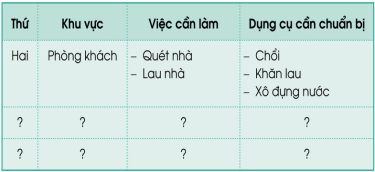 Thứ Khu vực Việc cần làm Dụng cụ cần chuẩn bị
Hai Phòng khách – Quét nhà – Chổi
– Lau nhà – Khăn lau
– Xô đựng nước
? ? ? ?
? ? ? ?